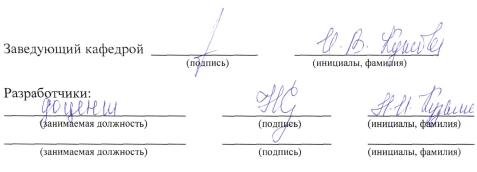 Заведующий кафедрой И. В.
(подпись) (инициалы, фамилия)
Разработчики:
доцент Н. И.
(занимаемая должность) (подпись) (инициалы, фамилия)
(занимаемая должность) (подпись) (инициалы, фамилия)